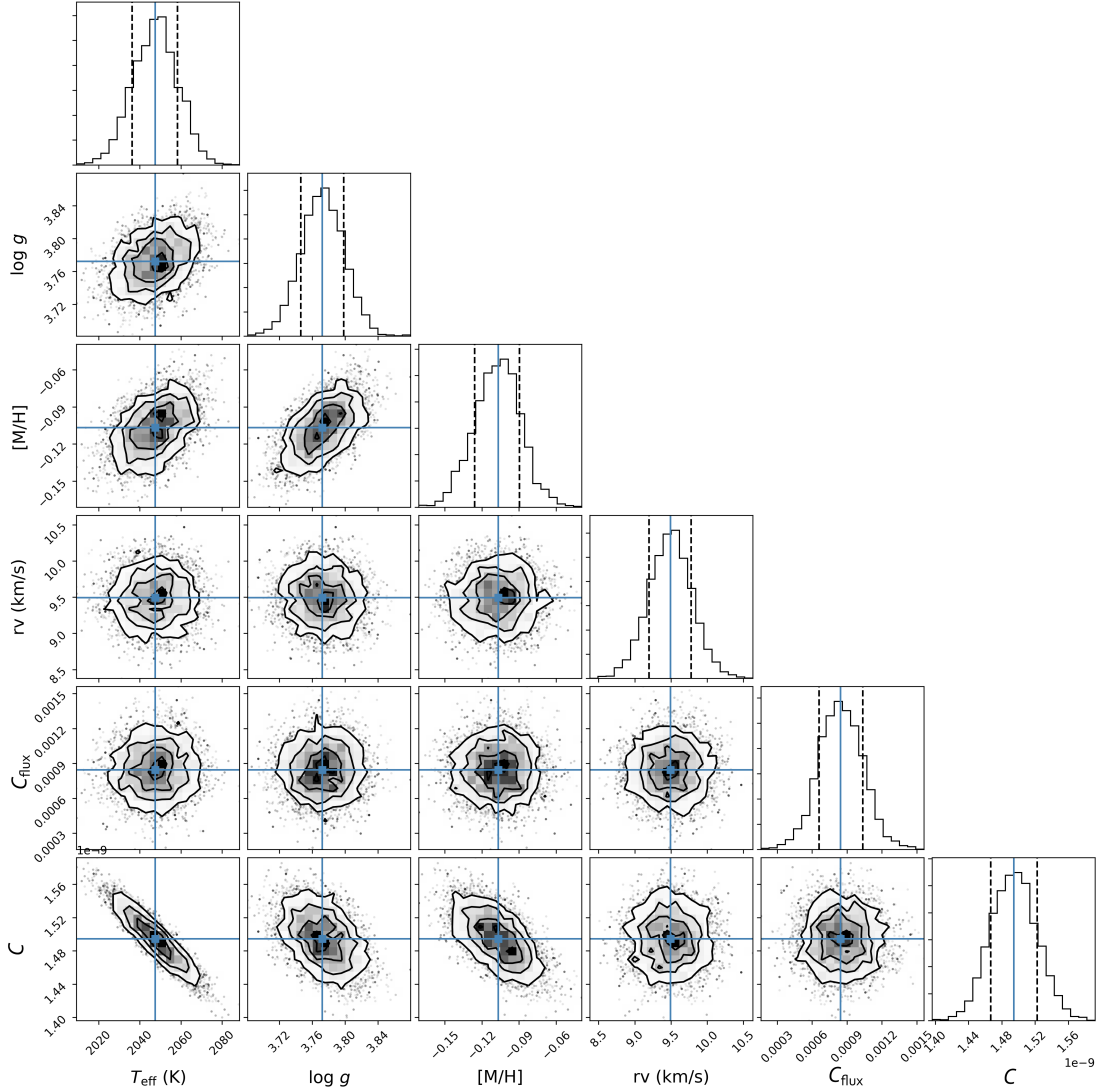 3.84
3.80
3.76
3.72
log g
−0.06
−0.09
−0.12
−0.15
[M/H]
10.5
10.0
9.5
9.0
8.5
rv (km/s)
0.0015
0.0012
0.0009
0.0006
0.0003
C_flux
1e−9
1.56
1.52
1.48
1.44
1.40
C
2020 2040 2060 2080
3.72 3.78 3.84
−0.15 −0.12 −0.09 −0.06
8.5 9.0 9.5 10.0 10.5
0.0003 0.0006 0.0009 0.0012 0.0015
1.40 1.44 1.48 1.52 1.56
1e−9
T_eff (K) log g [M/H] rv (km/s) C_flux C